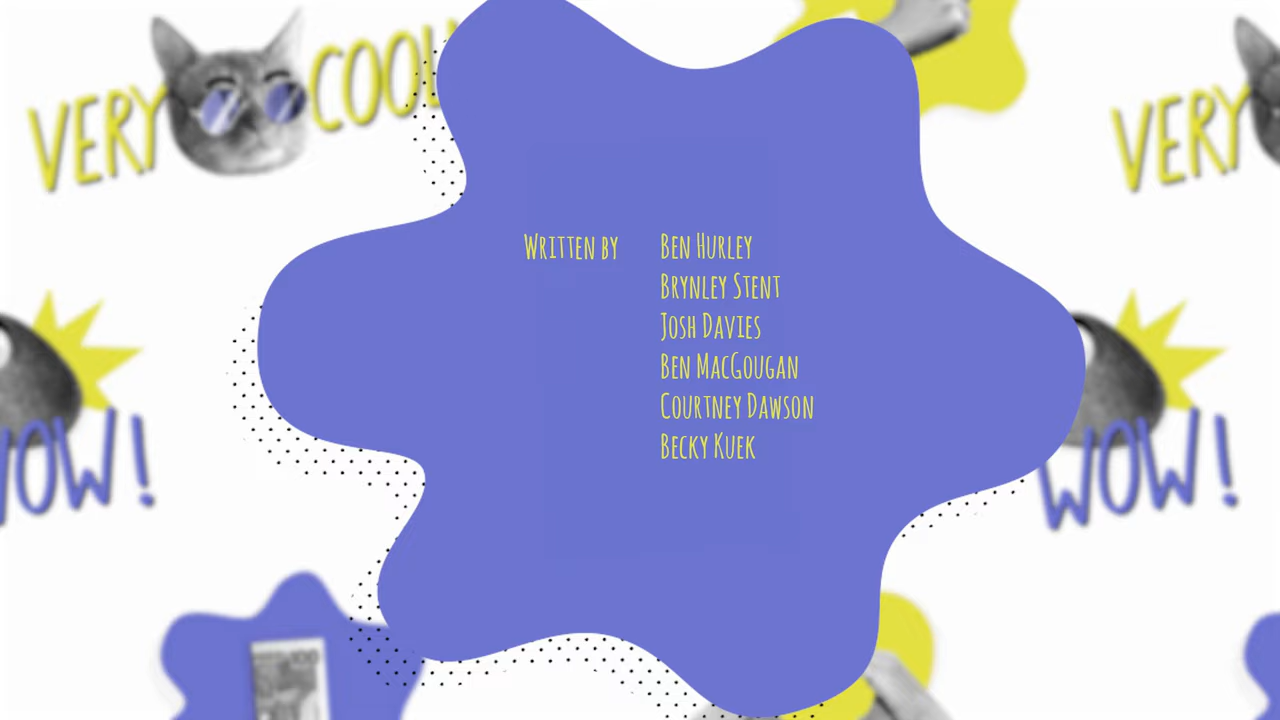 VERY COOL
VERY
Written by Ben Hurley
Brynley Stent
Josh Davies
Ben MacGougan
Courtney Dawson
Becky Kuek
WOW!
WOW!
100